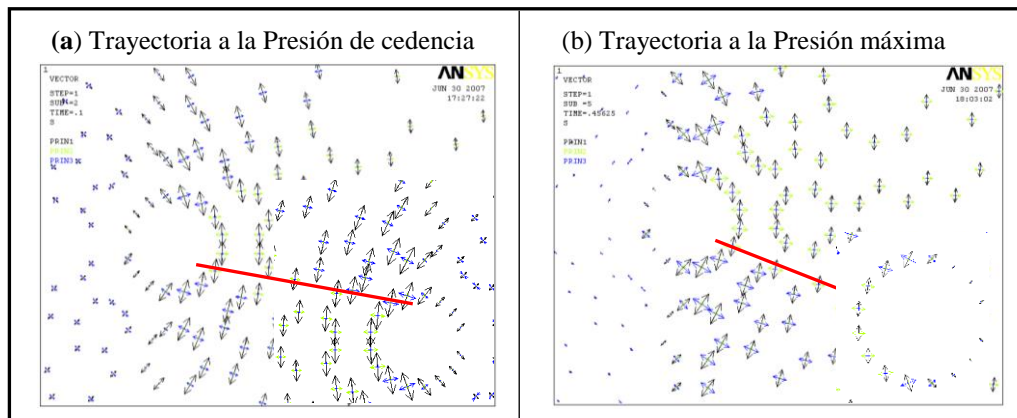 (a) Trayectoria a la Presión de cedencia
1
VECTOR
STEP=1
SUB =2
TIME=.1
S
PRIN1
PRIN2
PRIN3
ANSYS
JUN 30 2007
17:27:22
(b) Trayectoria a la Presión máxima
1
VECTOR
STEP=1
SUB =5
TIME=.45625
S
PRIN1
PRIN2
PRIN3
ANSYS
JUN 30 2007
18:03:02